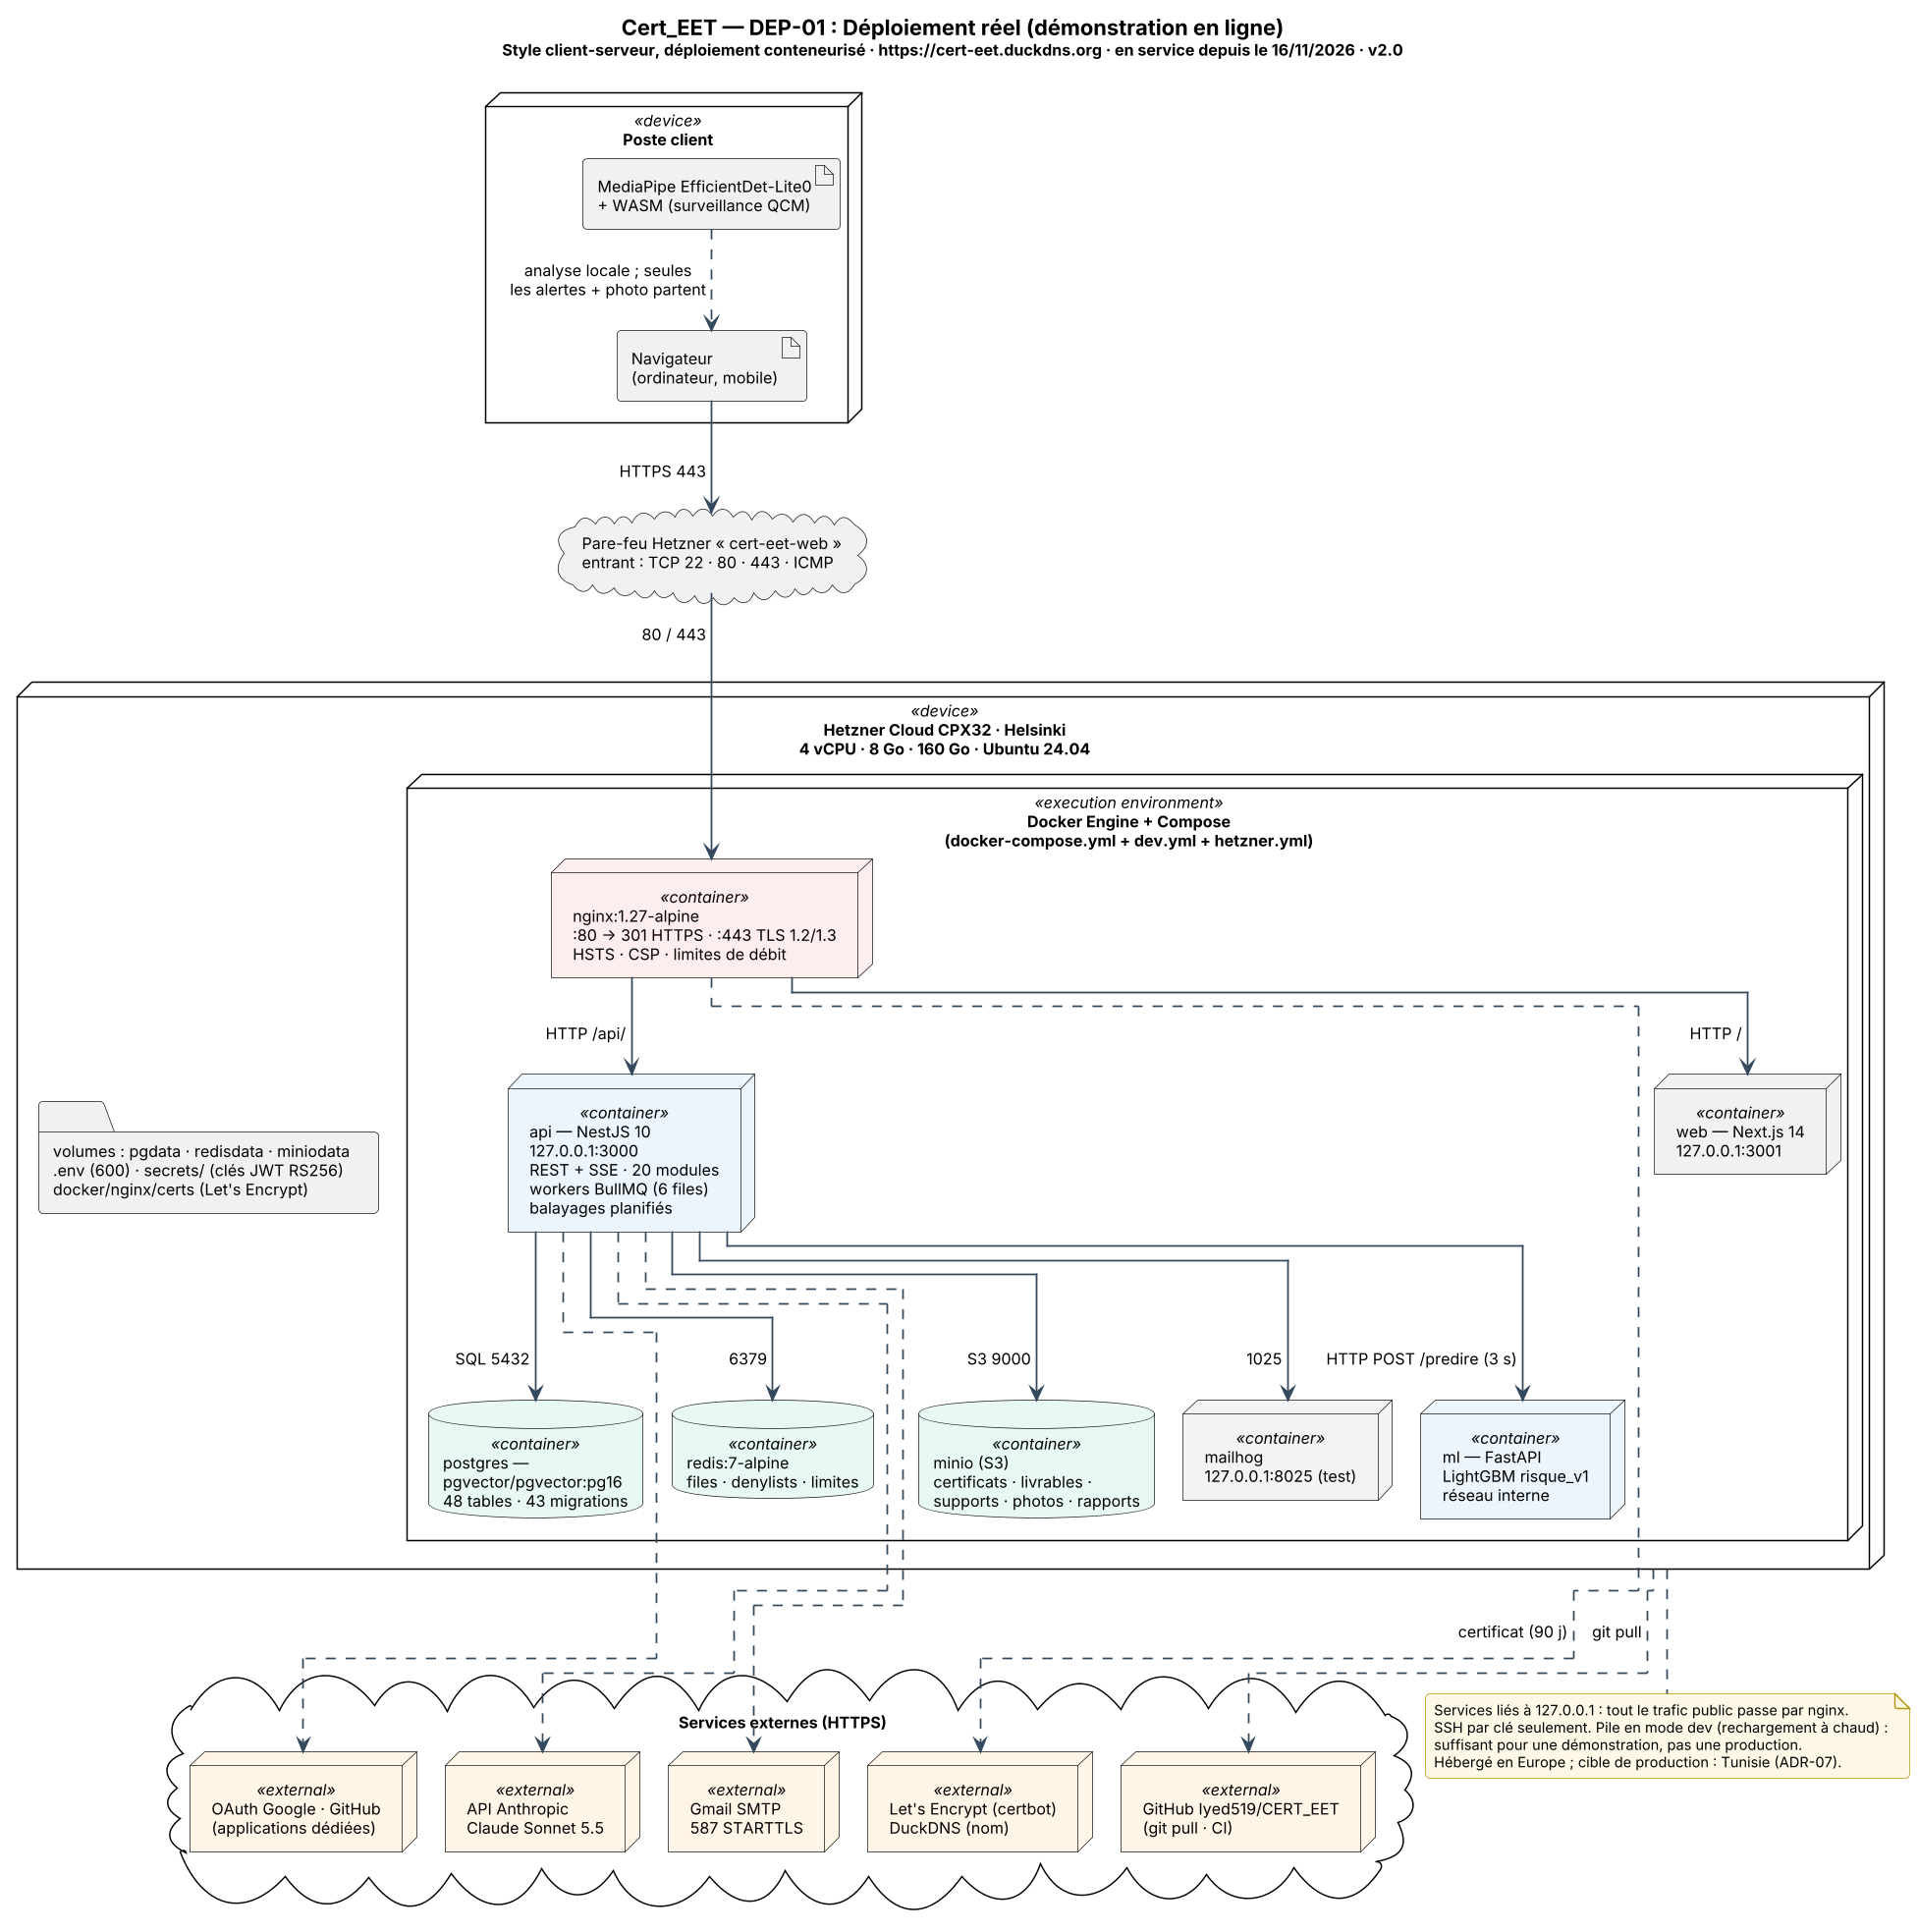 Cert_EET — DEP-01 : Déploiement réel (démonstration en ligne)
Style client-serveur, déploiement conteneurisé · https://cert-eet.duckdns.org · en service depuis le 16/11/2026 · v2.0
«device»
Poste client
MediaPipe EfficientDet-Lite0
+ WASM (surveillance QCM)
analyse locale ; seules
les alertes + photo partent
Navigateur
(ordinateur, mobile)
HTTPS 443
Pare-feu Hetzner « cert-eet-web »
entrant : TCP 22 · 80 · 443 · ICMP
80 / 443
«device»
Hetzner Cloud CPX32 · Helsinki
4 vCPU · 8 Go · 160 Go · Ubuntu 24.04
«execution environment»
Docker Engine + Compose
(docker-compose.yml + dev.yml + hetzner.yml)
«container»
nginx:1.27-alpine
:80 → 301 HTTPS · :443 TLS 1.2/1.3
HSTS · CSP · limites de débit
HTTP /api/
HTTP /
volumes : pgdata · redisdata · miniodata
.env (600) · secrets/ (clés JWT RS256)
docker/nginx/certs (Let's Encrypt)
«container»
api — NestJS 10
127.0.0.1:3000
REST + SSE · 20 modules
workers BullMQ (6 files)
balayages planifiés
«container»
web — Next.js 14
127.0.0.1:3001
SQL 5432
6379
S3 9000
1025
HTTP POST /predire (3 s)
«container»
postgres —
pgvector/pgvector:pg16
48 tables · 43 migrations
«container»
redis:7-alpine
files · denylists · limites
«container»
minio (S3)
certificats · livrables ·
supports · photos · rapports
«container»
mailhog
127.0.0.1:8025 (test)
«container»
ml — FastAPI
LightGBM risque_v1
réseau interne
certificat (90 j)
git pull
Services externes (HTTPS)
«external»
OAuth Google · GitHub
(applications dédiées)
«external»
API Anthropic
Claude Sonnet 5.5
«external»
Gmail SMTP
587 STARTTLS
«external»
Let's Encrypt (certbot)
DuckDNS (nom)
«external»
GitHub Iyed519/CERT_EET
(git pull · CI)
Services liés à 127.0.0.1 : tout le trafic public passe par nginx.
SSH par clé seulement. Pile en mode dev (rechargement à chaud) :
suffisant pour une démonstration, pas une production.
Hébergé en Europe ; cible de production : Tunisie (ADR-07).